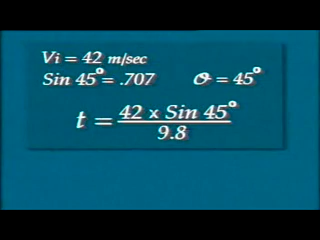 Vi = 42 m/sec
Sin 45° = .707 θ = 45°
t = 42 x Sin 45° / 9.8